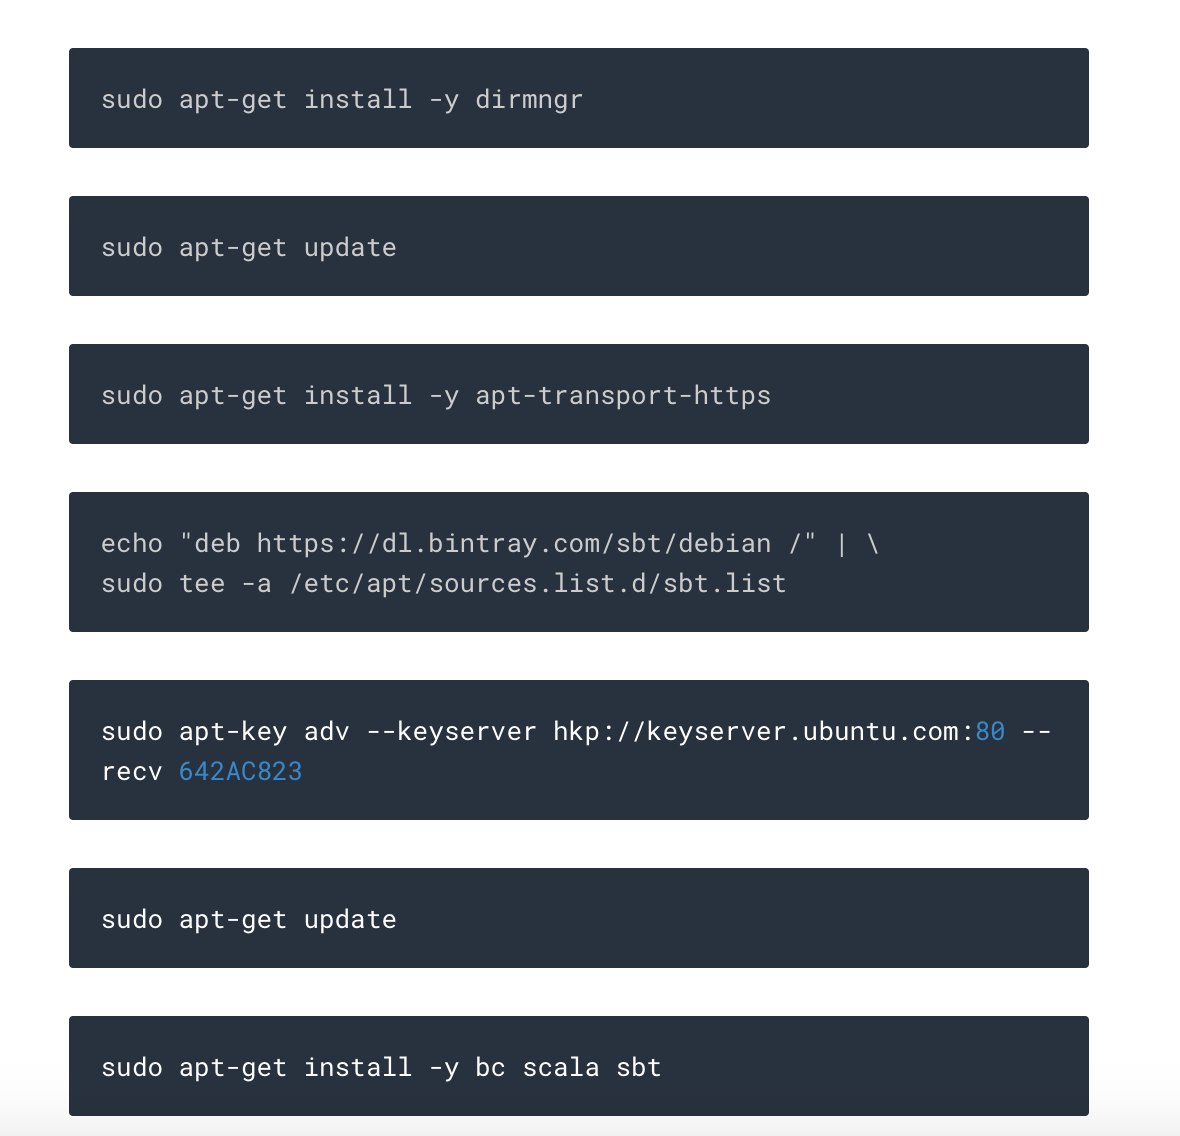 sudo apt-get install -y dirmngr
sudo apt-get update
sudo apt-get install -y apt-transport-https
echo "deb https://dl.bintray.com/sbt/debian /" | \
sudo tee -a /etc/apt/sources.list.d/sbt.list
sudo apt-key adv --keyserver hkp://keyserver.ubuntu.com:80 --
recv 642AC823
sudo apt-get update
sudo apt-get install -y bc scala sbt